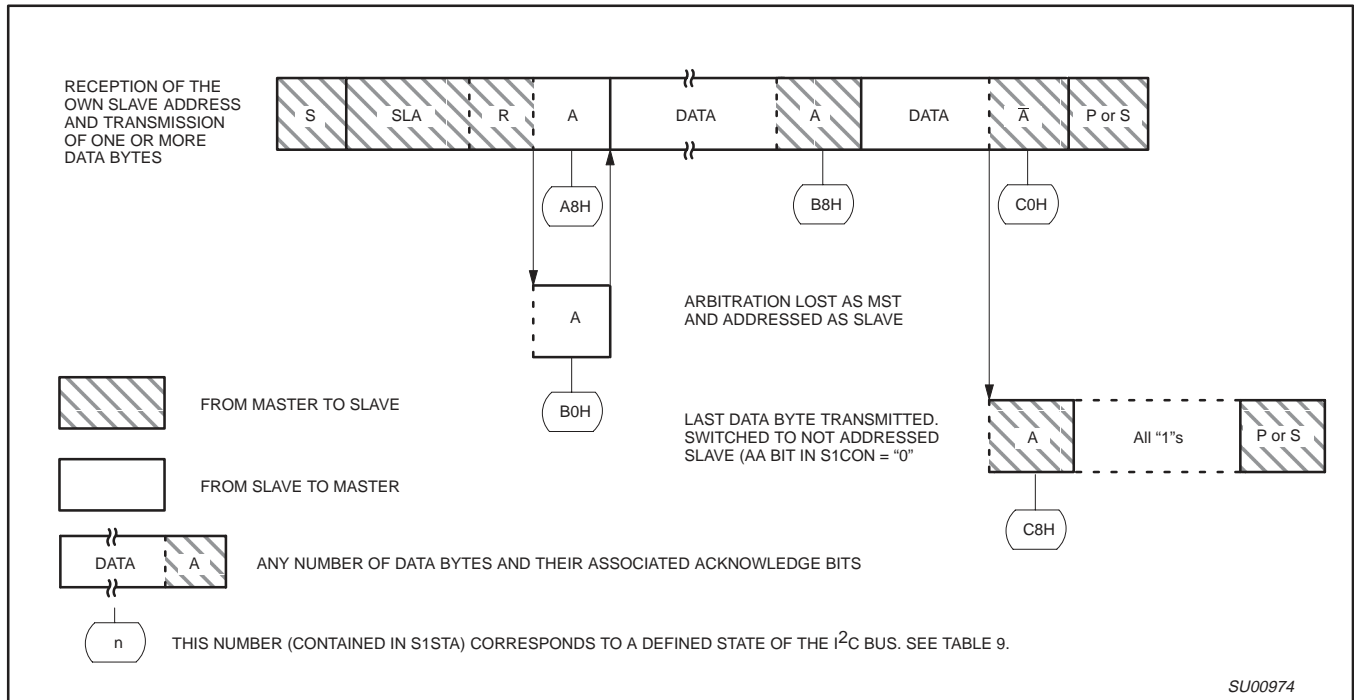 RECEPTION OF THE
OWN SLAVE ADDRESS
AND TRANSMISSION
OF ONE OR MORE
DATA BYTES
S SLA R A DATA A DATA A̅ P or S
A8H B8H C0H
A
B0H
ARBITRATION LOST AS MST
AND ADDRESSED AS SLAVE
LAST DATA BYTE TRANSMITTED.
SWITCHED TO NOT ADDRESSED
SLAVE (AA BIT IN S1CON = “0”
A All “1”s P or S
C8H
FROM MASTER TO SLAVE
FROM SLAVE TO MASTER
DATA A ANY NUMBER OF DATA BYTES AND THEIR ASSOCIATED ACKNOWLEDGE BITS
n THIS NUMBER (CONTAINED IN S1STA) CORRESPONDS TO A DEFINED STATE OF THE I²C BUS. SEE TABLE 9.
SU00974